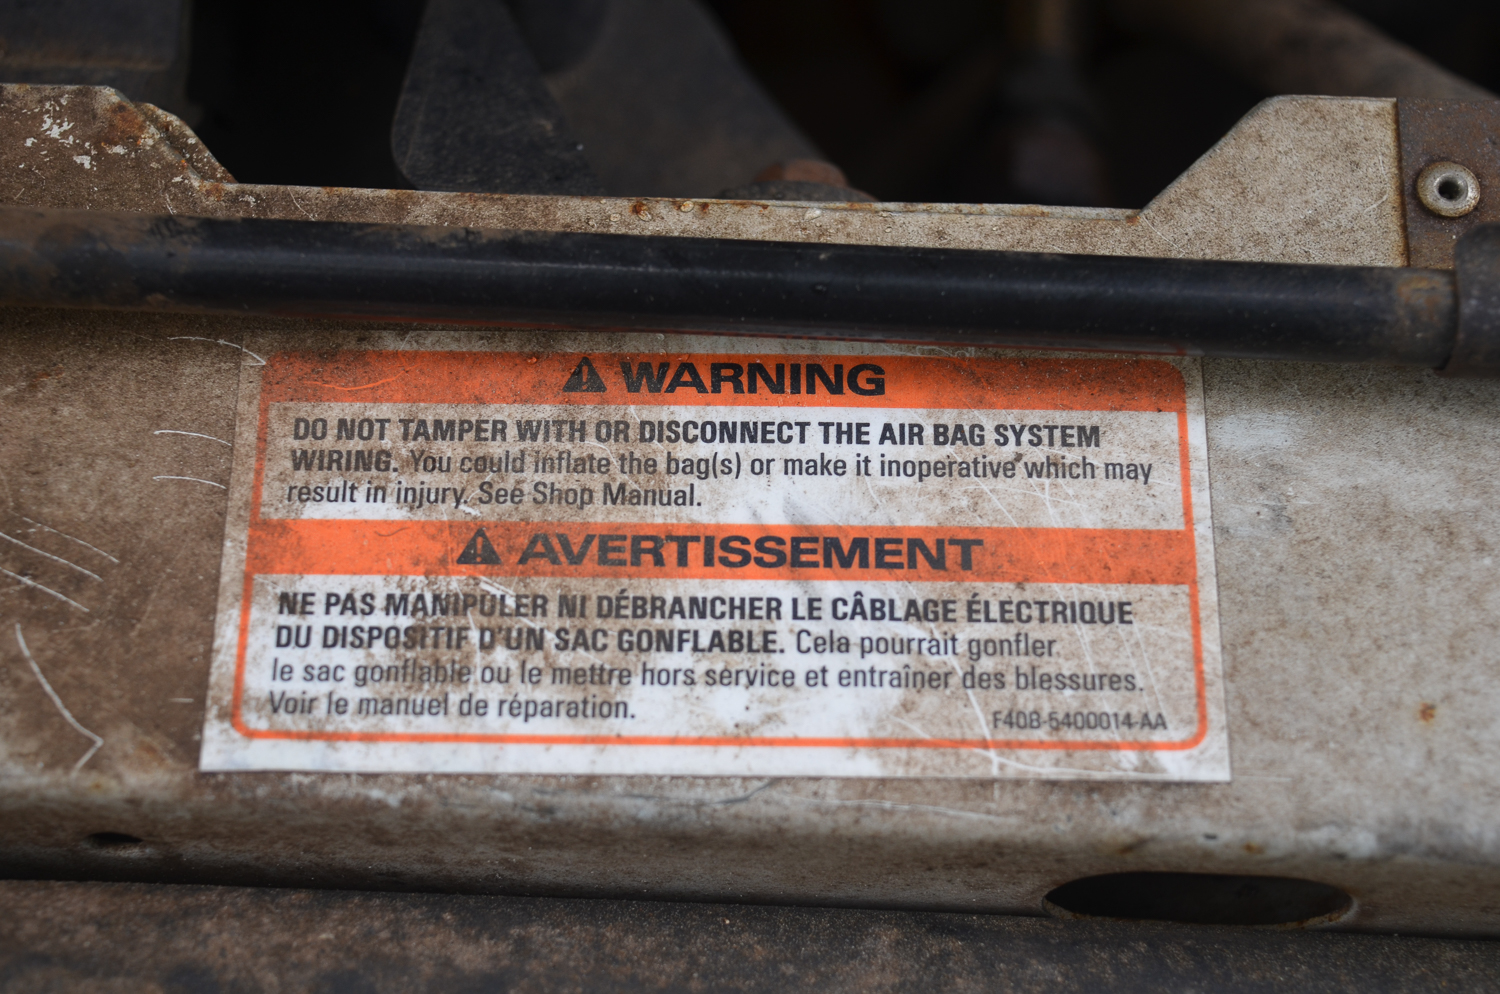 WARNING
DO NOT TAMPER WITH OR DISCONNECT THE AIR BAG SYSTEM
WIRING. You could inflate the bag(s) or make it inoperative which may
result in injury. See Shop Manual.
AVERTISSEMENT
NE PAS MANIPULER NI DÉBRANCHER LE CÂBLAGE ÉLECTRIQUE
DU DISPOSITIF D'UN SAC GONFLABLE. Cela pourrait gonfler
le sac gonflable ou le mettre hors service et entraîner des blessures.
Voir le manuel de réparation.
F40B-5400014-AA